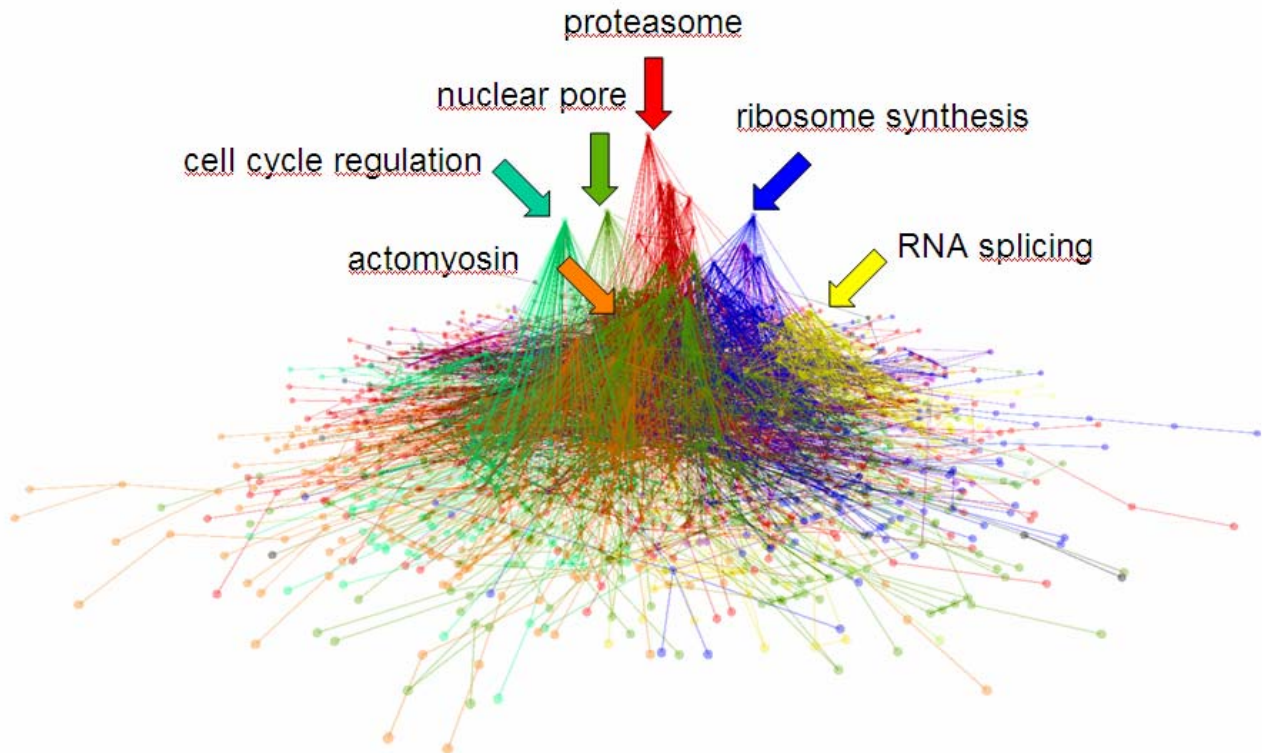 proteasome
nuclear pore
ribosome synthesis
cell cycle regulation
actomyosin
RNA splicing